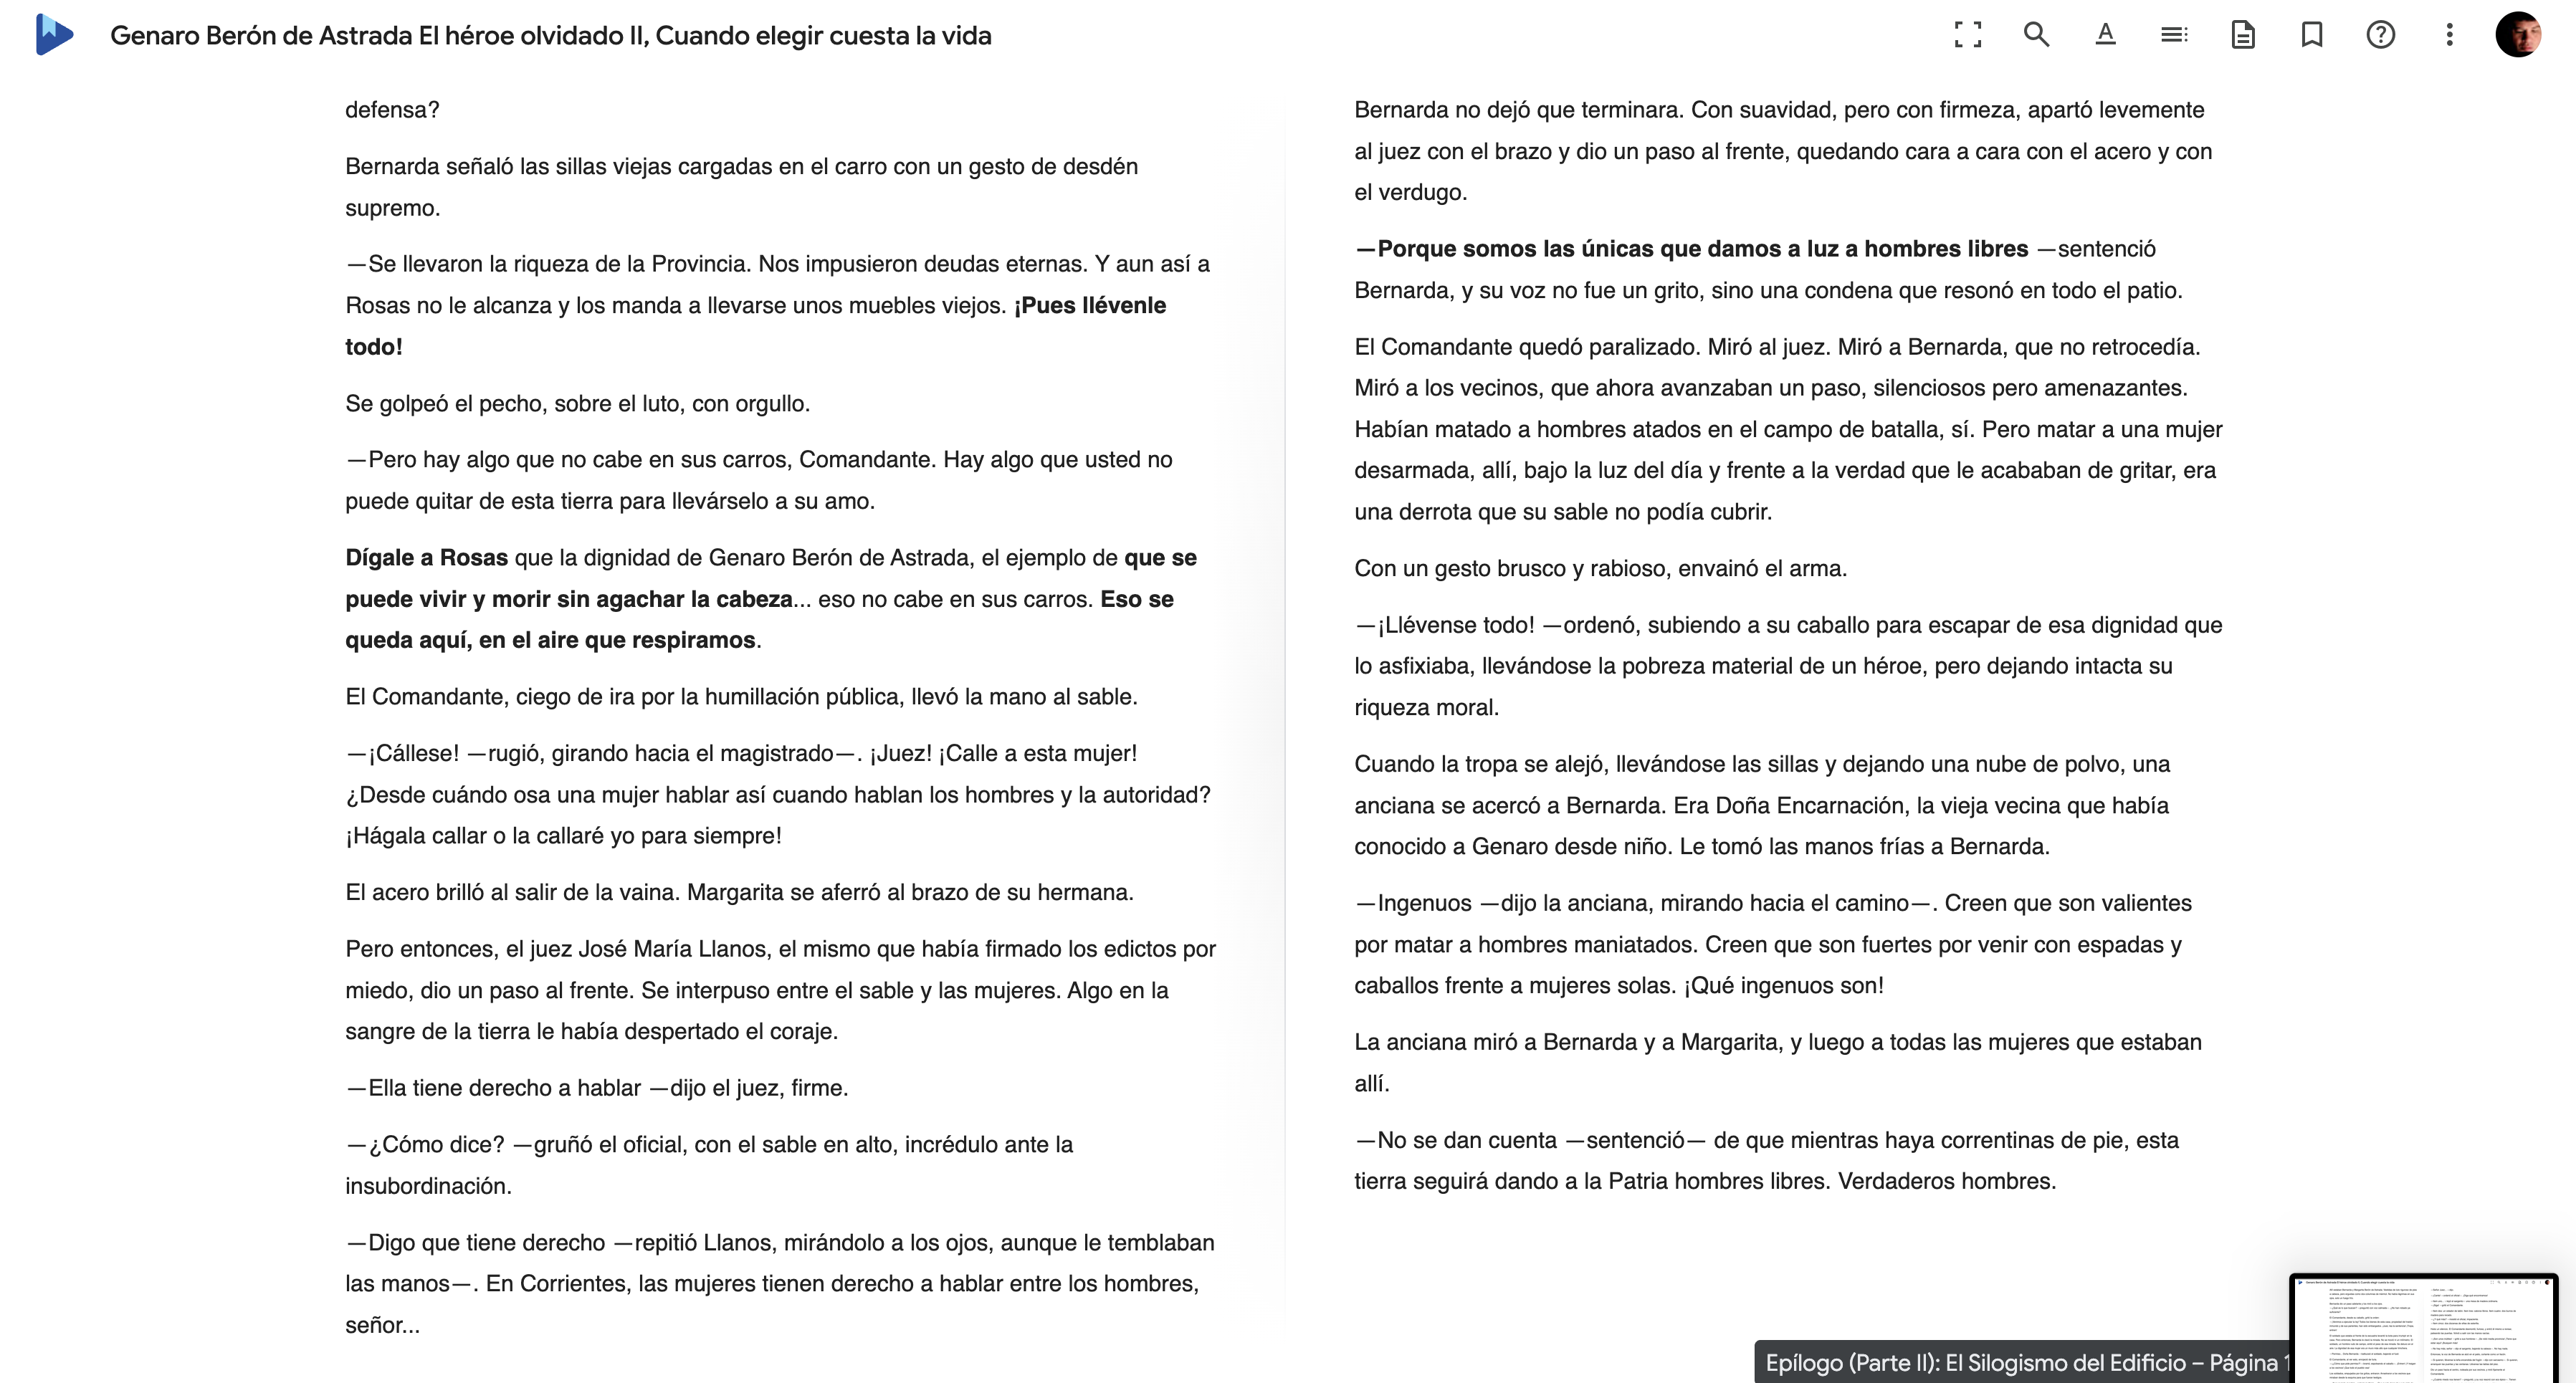 Genaro Berón de Astrada El héroe olvidado II, Cuando elegir cuesta la vida
defensa?
Bernarda señaló las sillas viejas cargadas en el carro con un gesto de desdén
supremo.
—Se llevaron la riqueza de la Provincia. Nos impusieron deudas eternas. Y aun así a
Rosas no le alcanza y los manda a llevarse unos muebles viejos. ¡Pues llévenle
todo!
Se golpeó el pecho, sobre el luto, con orgullo.
—Pero hay algo que no cabe en sus carros, Comandante. Hay algo que usted no
puede quitar de esta tierra para llevárselo a su amo.
Dígale a Rosas que la dignidad de Genaro Berón de Astrada, el ejemplo de que se
puede vivir y morir sin agachar la cabeza... eso no cabe en sus carros. Eso se
queda aquí, en el aire que respiramos.
El Comandante, ciego de ira por la humillación pública, llevó la mano al sable.
—¡Cállese! —rugió, girando hacia el magistrado—. ¡Juez! ¡Calle a esta mujer!
¿Desde cuándo osa una mujer hablar así cuando hablan los hombres y la autoridad?
¡Hágala callar o la callaré yo para siempre!
El acero brilló al salir de la vaina. Margarita se aferró al brazo de su hermana.
Pero entonces, el juez José María Llanos, el mismo que había firmado los edictos por
miedo, dio un paso al frente. Se interpuso entre el sable y las mujeres. Algo en la
sangre de la tierra le había despertado el coraje.
—Ella tiene derecho a hablar —dijo el juez, firme.
—¿Cómo dice? —gruñó el oficial, con el sable en alto, incrédulo ante la
insubordinación.
—Digo que tiene derecho —repitió Llanos, mirándolo a los ojos, aunque le temblaban
las manos—. En Corrientes, las mujeres tienen derecho a hablar entre los hombres,
señor...
Bernarda no dejó que terminara. Con suavidad, pero con firmeza, apartó levemente
al juez con el brazo y dio un paso al frente, quedando cara a cara con el acero y con
el verdugo.
—Porque somos las únicas que damos a luz a hombres libres —sentenció
Bernarda, y su voz no fue un grito, sino una condena que resonó en todo el patio.
El Comandante quedó paralizado. Miró al juez. Miró a Bernarda, que no retrocedía.
Miró a los vecinos, que ahora avanzaban un paso, silenciosos pero amenazantes.
Habían matado a hombres atados en el campo de batalla, sí. Pero matar a una mujer
desarmada, allí, bajo la luz del día y frente a la verdad que le acababan de gritar, era
una derrota que su sable no podía cubrir.
Con un gesto brusco y rabioso, envainó el arma.
—¡Llévense todo! —ordenó, subiendo a su caballo para escapar de esa dignidad que
lo asfixiaba, llevándose la pobreza material de un héroe, pero dejando intacta su
riqueza moral.
Cuando la tropa se alejó, llevándose las sillas y dejando una nube de polvo, una
anciana se acercó a Bernarda. Era Doña Encarnación, la vieja vecina que había
conocido a Genaro desde niño. Le tomó las manos frías a Bernarda.
—Ingenuos —dijo la anciana, mirando hacia el camino—. Creen que son valientes
por matar a hombres maniatados. Creen que son fuertes por venir con espadas y
caballos frente a mujeres solas. ¡Qué ingenuos son!
La anciana miró a Bernarda y a Margarita, y luego a todas las mujeres que estaban
allí.
—No se dan cuenta —sentenció— de que mientras haya correntinas de pie, esta
tierra seguirá dando a la Patria hombres libres. Verdaderos hombres.
Epílogo (Parte II): El Silogismo del Edificio – Página